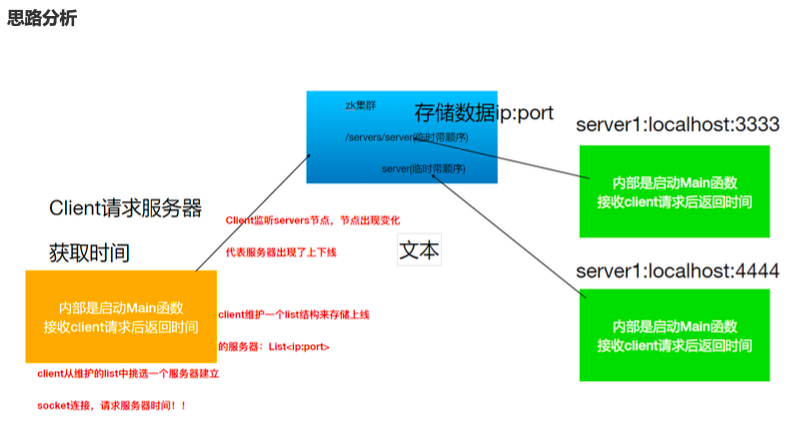 思路分析
zk集群
存储数据ip:port
/servers/server(临时带顺序)
server(临时带顺序)
server1:localhost:3333
内部是启动Main函数
接收client请求后返回时间
Client请求服务器
获取时间
Client监听servers节点，节点出现变化
代表服务器出现了上下线
文本
server1:localhost:4444
内部是启动Main函数
接收client请求后返回时间
内部是启动Main函数
接收client请求后返回时间
client维护一个list结构来存储上线
的服务器：List<ip:port>
client从维护的list中挑选一个服务器建立
socket连接，请求服务器时间！！